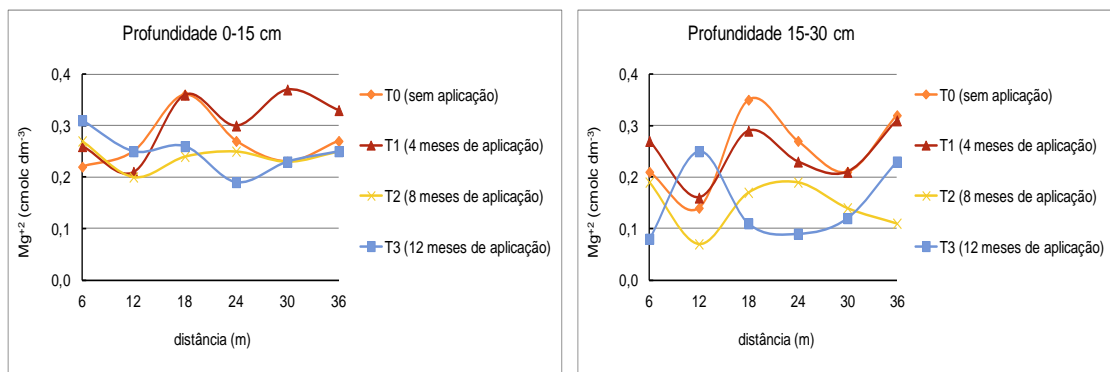 Profundidade 0-15 cm
0,4
0,3
0,2
0,1
0,0
Mg⁺² (cmolc dm⁻³)
6 12 18 24 30 36
distância (m)
T0 (sem aplicação)
T1 (4 meses de aplicação)
T2 (8 meses de aplicação)
T3 (12 meses de aplicação)
Profundidade 15-30 cm
0,4
0,3
0,2
0,1
0,0
Mg⁺² (cmolc dm⁻³)
6 12 18 24 30 36
distância (m)
T0 (sem aplicação)
T1 (4 meses de aplicação)
T2 (8 meses de aplicação)
T3 (12 meses de aplicação)